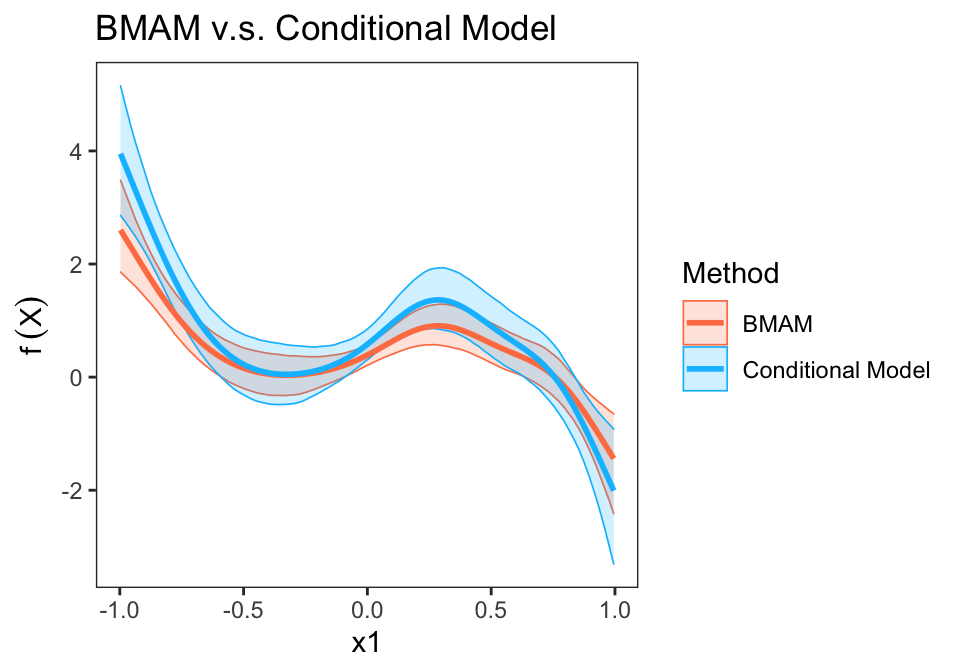 BMAM v.s. Conditional Model
4
2
0
-2
f (X)
-1.0 -0.5 0.0 0.5 1.0
x1
Method
BMAM
Conditional Model